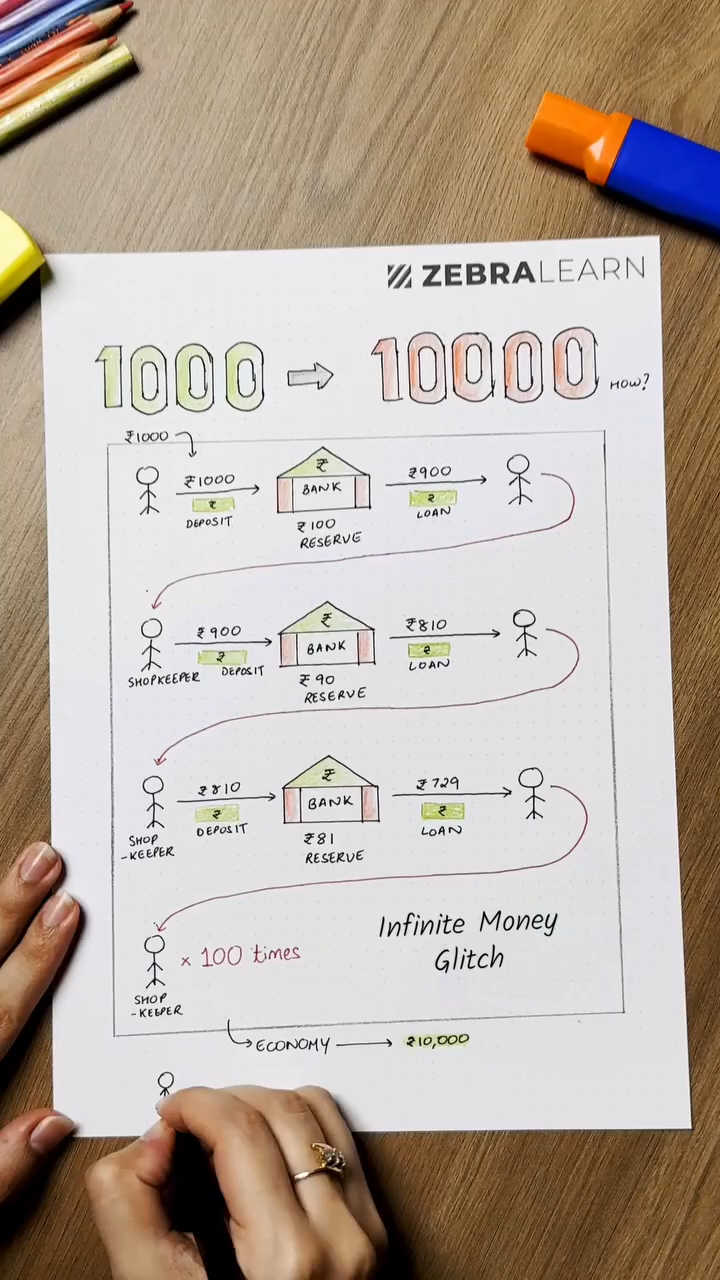 ZEBRALEARN
1000 ⇒ 10000 HOW?
₹1000
₹1000 ₹ BANK ₹900
₹ DEPOSIT ₹100 RESERVE ₹ LOAN
₹900 ₹ BANK ₹810
SHOPKEEPER ₹ DEPOSIT ₹90 RESERVE ₹ LOAN
₹810 ₹ BANK ₹729
SHOP
-KEEPER ₹ DEPOSIT ₹81 RESERVE ₹ LOAN
× 100 times
Infinite Money
Glitch
SHOP
-KEEPER
ECONOMY → ₹10,000